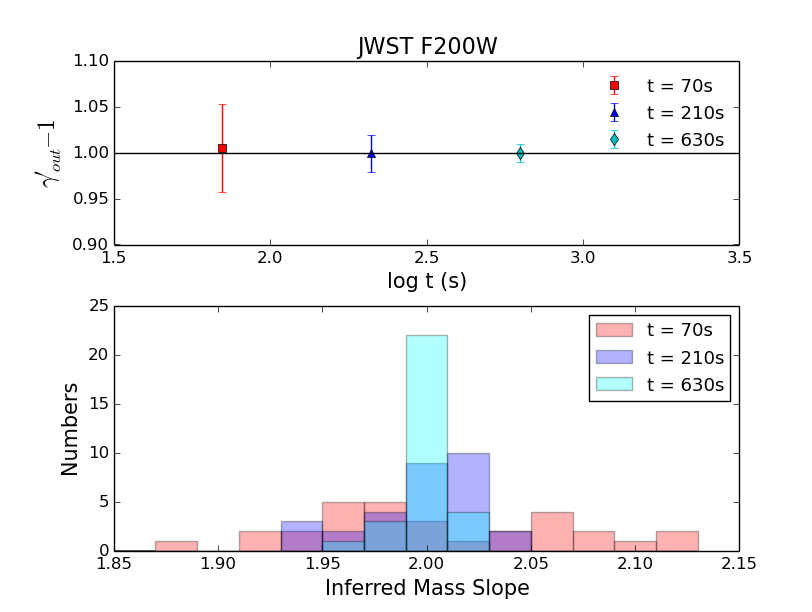 JWST F200W
1.10
1.05
1.00
0.95
0.90
γ′out−1
t = 70s
t = 210s
t = 630s
1.5 2.0 2.5 3.0 3.5
log t (s)
25
20
15
10
5
0
Numbers
t = 70s
t = 210s
t = 630s
1.85 1.90 1.95 2.00 2.05 2.10 2.15
Inferred Mass Slope